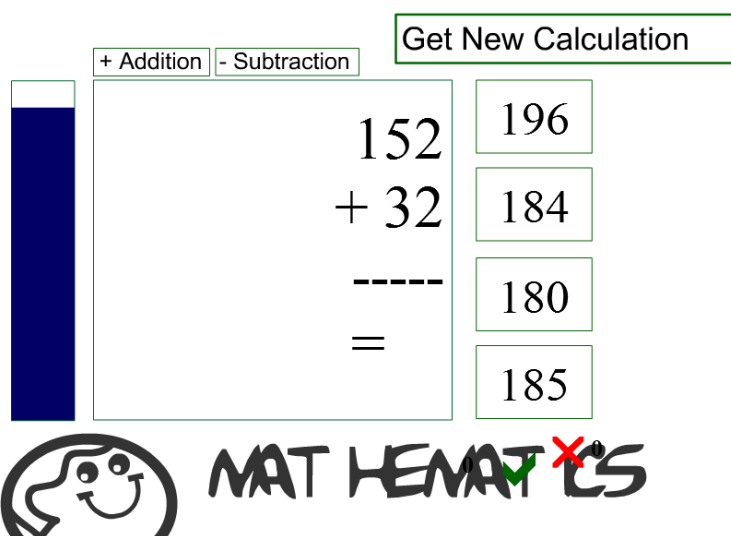 Get New Calculation
+ Addition
- Subtraction
152
+ 32
-----
=
196
184
180
185
MATHEMATICS
0
0